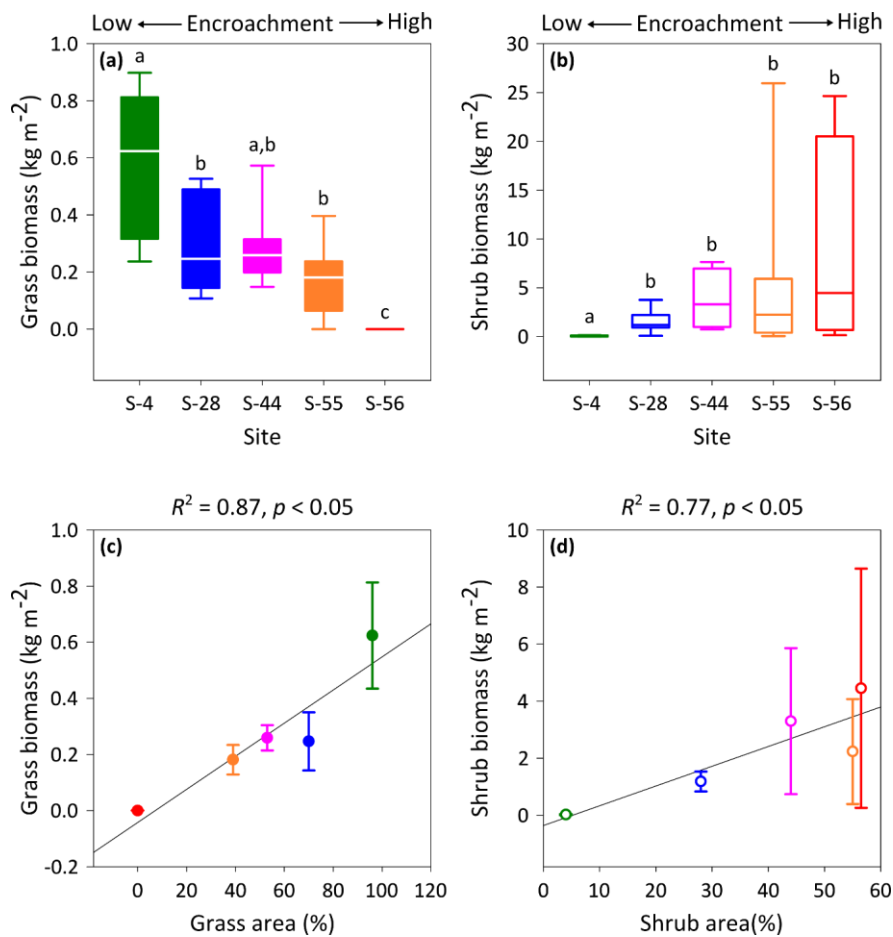 Low ← Encroachment → High
(a)
Grass biomass (kg m⁻²)
1.0
0.8
0.6
0.4
0.2
0.0
a
b
a,b
b
c
S-4 S-28 S-44 S-55 S-56
Site
Low ← Encroachment → High
(b)
Shrub biomass (kg m⁻²)
30
25
20
15
10
5
0
a
b
b
b
b
S-4 S-28 S-44 S-55 S-56
Site
R² = 0.87, p < 0.05
(c)
Grass biomass (kg m⁻²)
1.0
0.8
0.6
0.4
0.2
0.0
-0.2
0 20 40 60 80 100 120
Grass area (%)
R² = 0.77, p < 0.05
(d)
Shrub biomass (kg m⁻²)
10
8
6
4
2
0
0 10 20 30 40 50 60
Shrub area(%)